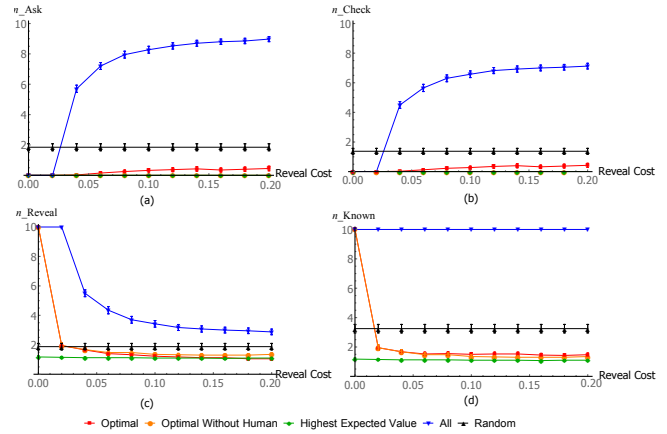 n_Ask
10
8
6
4
2
0.00 0.05 0.10 0.15 0.20
Reveal Cost
(a)
n_Check
10
8
6
4
2
0.00 0.05 0.10 0.15 0.20
Reveal Cost
(b)
n_Reveal
10
8
6
4
2
0.00 0.05 0.10 0.15 0.20
Reveal Cost
(c)
n_Known
10
8
6
4
2
0.00 0.05 0.10 0.15 0.20
Reveal Cost
(d)
Optimal Optimal Without Human Highest Expected Value All Random